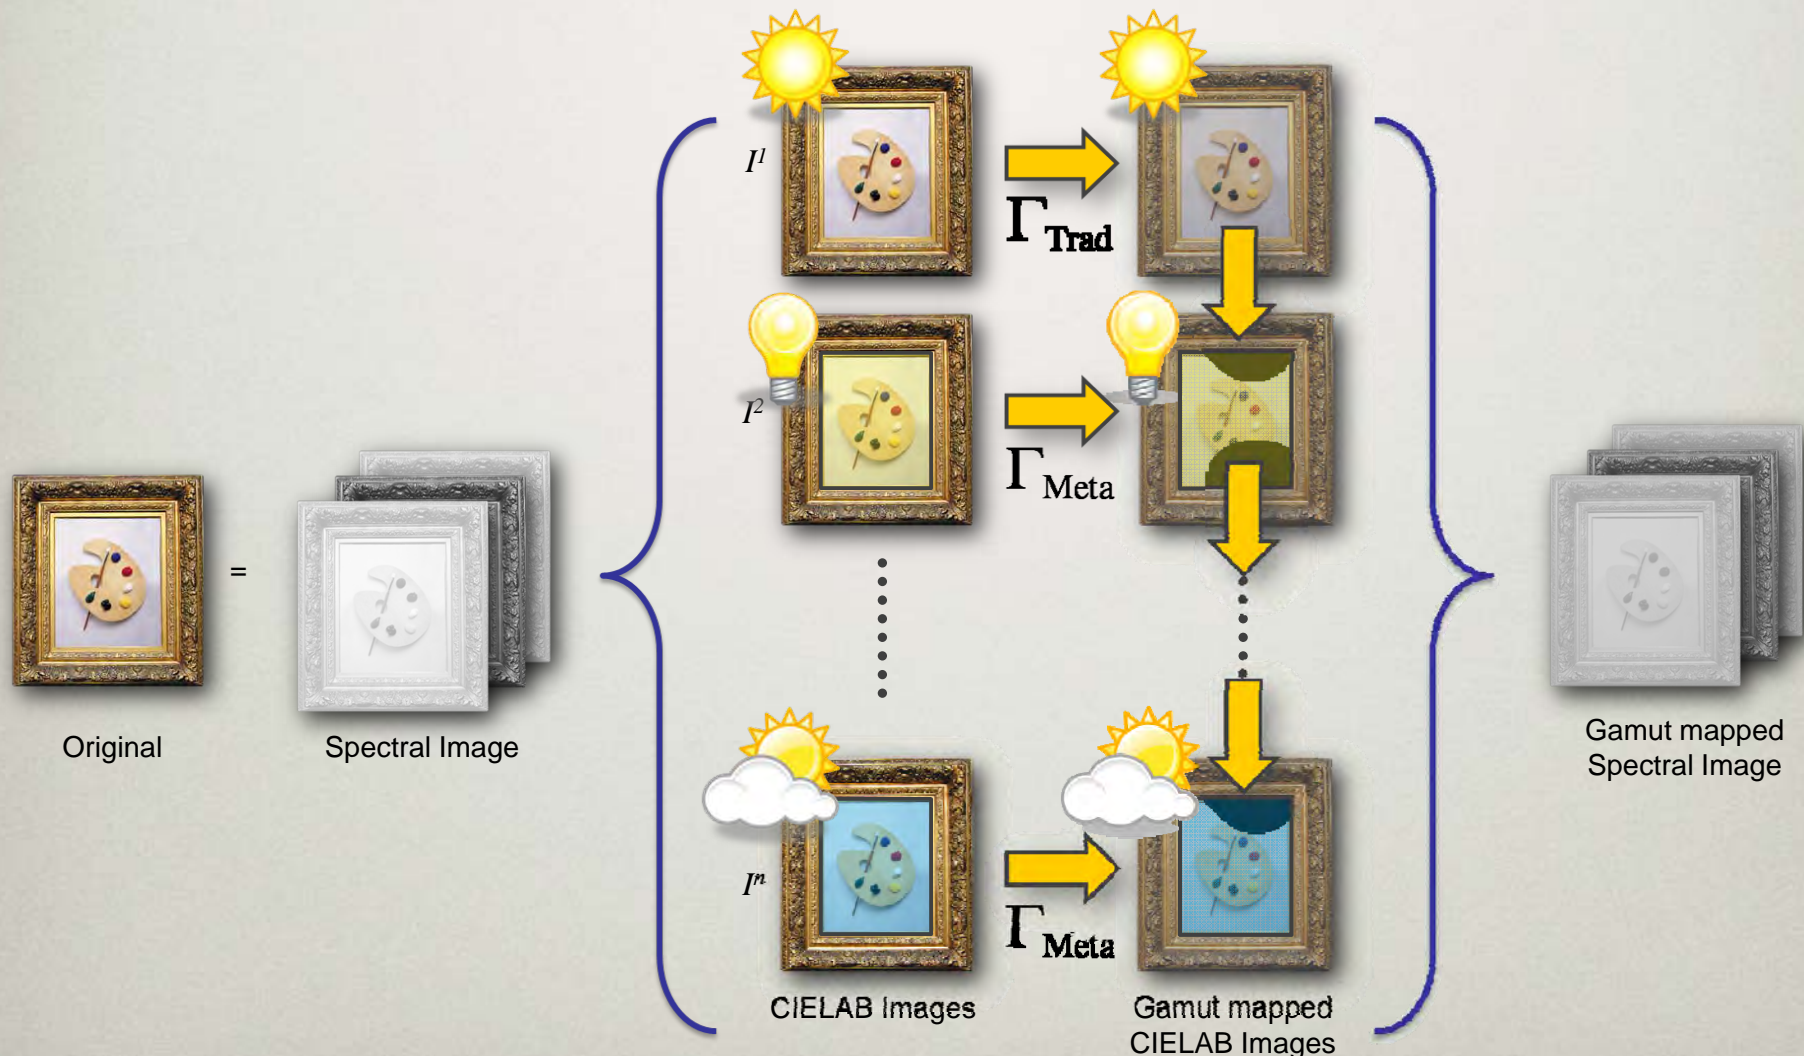 I¹
Γ Trad
I²
Γ Meta
=
Original
Spectral Image
Iⁿ
Γ Meta
CIELAB Images
Gamut mapped
CIELAB Images
Gamut mapped
Spectral Image